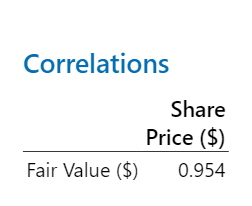 Correlations
Share
Price ($)
Fair Value ($) 0.954